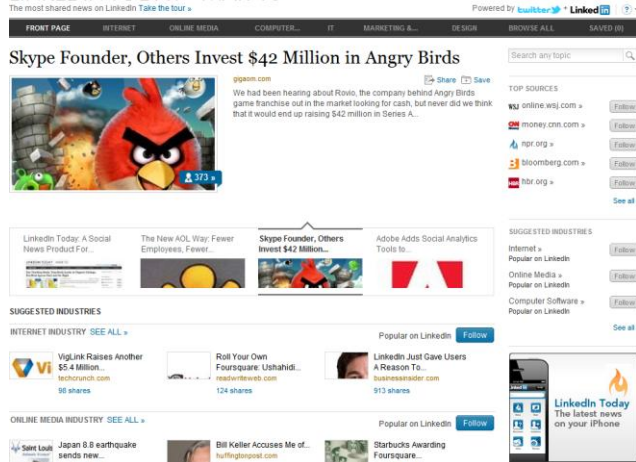 The most shared news on LinkedIn Take the tour »
Powered by twitter + Linked in ?
FRONT PAGE INTERNET ONLINE MEDIA COMPUTER... IT MARKETING &... DESIGN BROWSE ALL SAVED (0)
Skype Founder, Others Invest $42 Million in Angry Birds
gigaom.com Share Save
We had been hearing about Rovio, the company behind Angry Birds
game franchise out in the market looking for cash, but never did we think
that it would end up raising $42 million in Series A...
373 »
LinkedIn Today: A Social
News Product For...
The New AOL Way: Fewer
Employees, Fewer...
Skype Founder, Others
Invest $42 Million...
Adobe Adds Social Analytics
Tools to...
SUGGESTED INDUSTRIES
INTERNET INDUSTRY SEE ALL »
Popular on LinkedIn Follow
VigLink Raises Another
$5.4 Million...
techcrunch.com
98 shares
Roll Your Own
Foursquare: Ushahidi...
readwriteweb.com
124 shares
LinkedIn Just Gave Users
A Reason To...
businessinsider.com
913 shares
ONLINE MEDIA INDUSTRY SEE ALL »
Popular on LinkedIn Follow
Saint Louis
Japan 8.8 earthquake
sends new...
Bill Keller Accuses Me of...
huffingtonpost.com
Starbucks Awarding
Foursquare...
Search any topic
TOP SOURCES
WSJ online.wsj.com » Follow
CNN money.cnn.com » Follow
npr.org » Follow
bloomberg.com » Follow
HBR hbr.org » Follow
See all
SUGGESTED INDUSTRIES
Internet » Follow
Popular on LinkedIn
Online Media » Follow
Popular on LinkedIn
Computer Software » Follow
Popular on LinkedIn
See all
LinkedIn Today
The latest news
on your iPhone